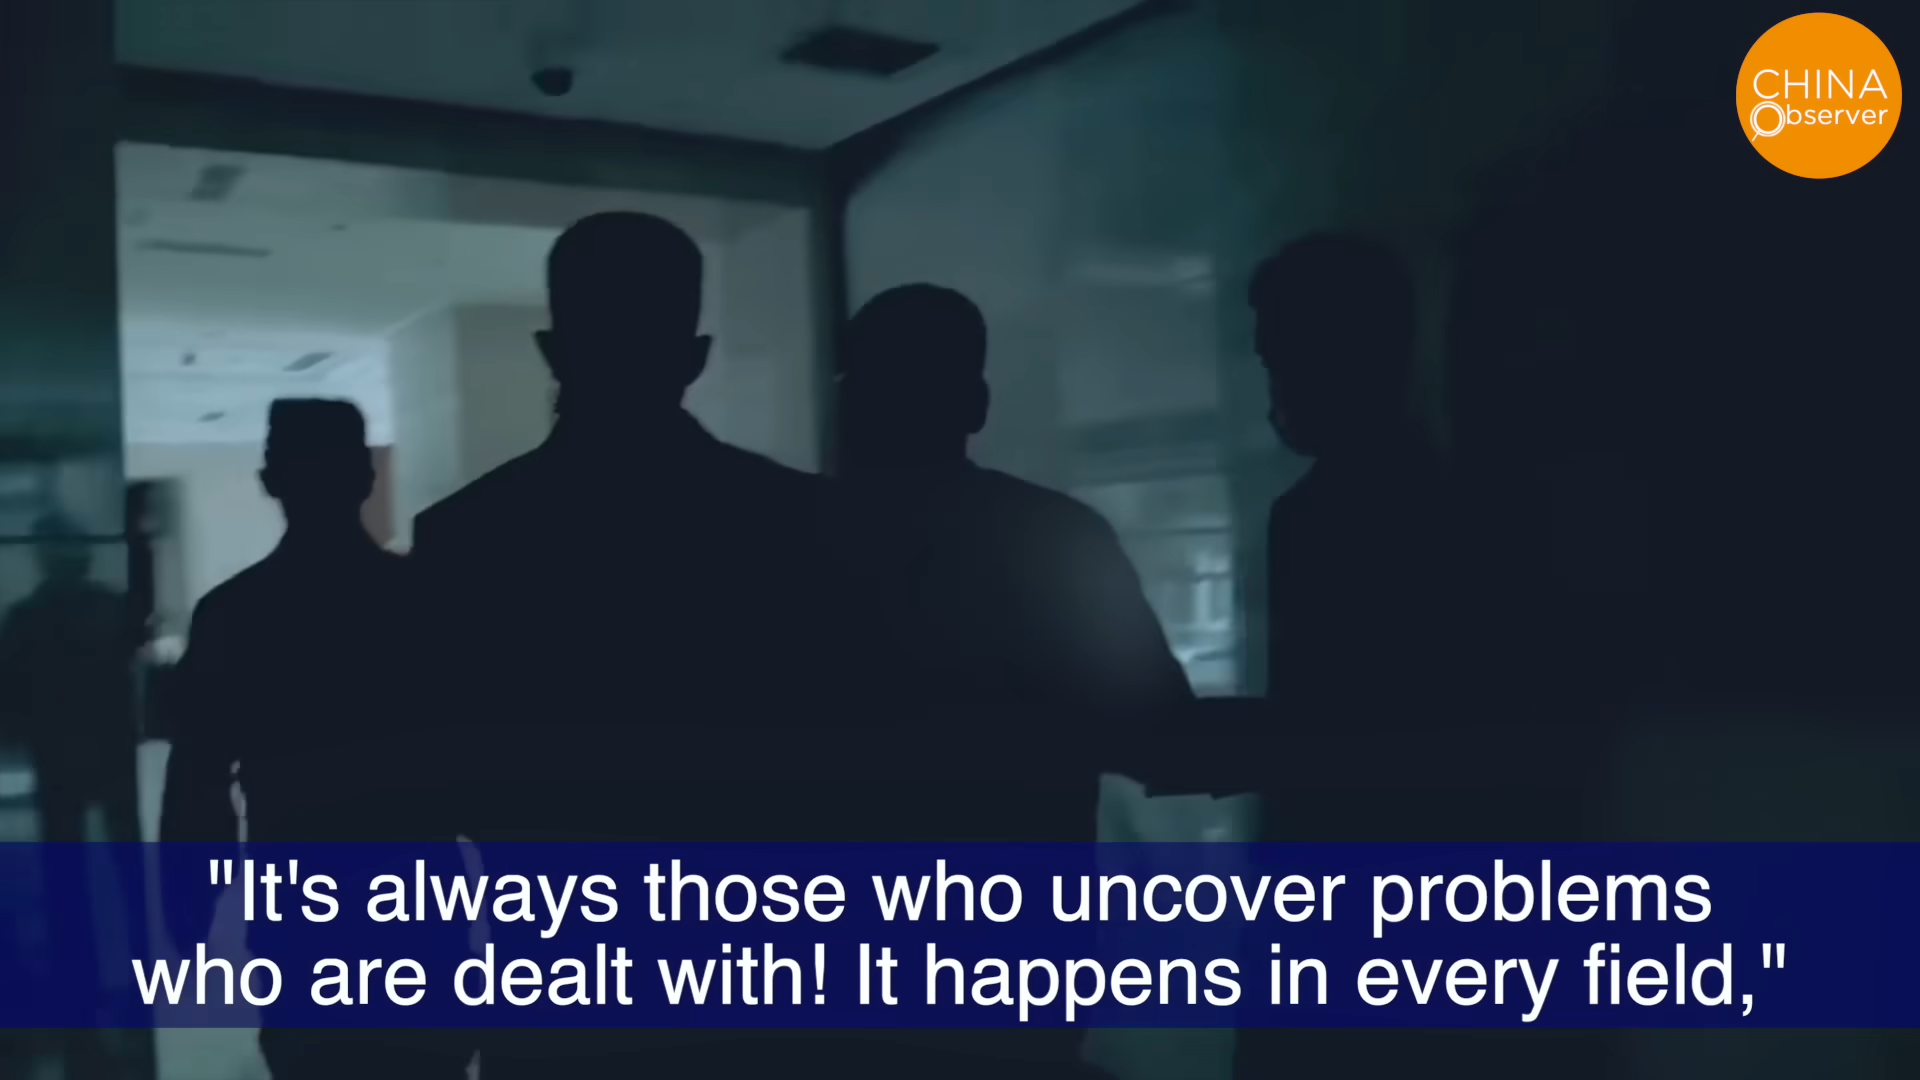 CHINA
Observer
"It's always those who uncover problems
who are dealt with! It happens in every field,"